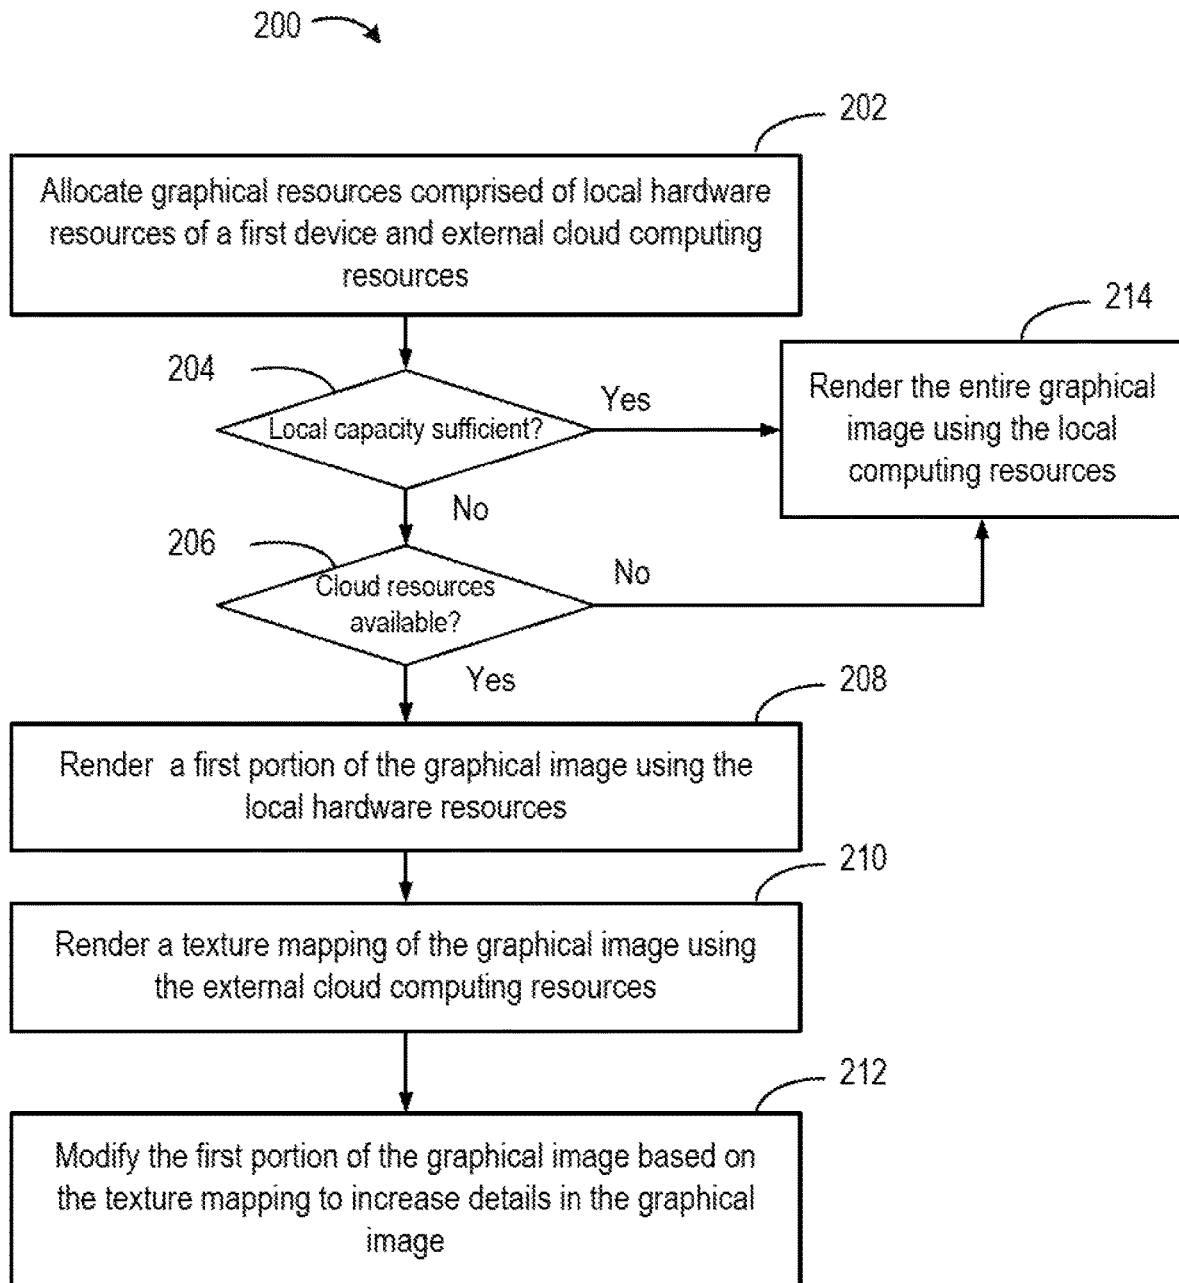 200
202
Allocate graphical resources comprised of local hardware
resources of a first device and external cloud computing
resources
214
204
Local capacity sufficient?
Yes
Render the entire graphical
image using the local
computing resources
No
206
Cloud resources
available?
No
Yes
208
Render a first portion of the graphical image using the
local hardware resources
210
Render a texture mapping of the graphical image using
the external cloud computing resources
212
Modify the first portion of the graphical image based on
the texture mapping to increase details in the graphical
image